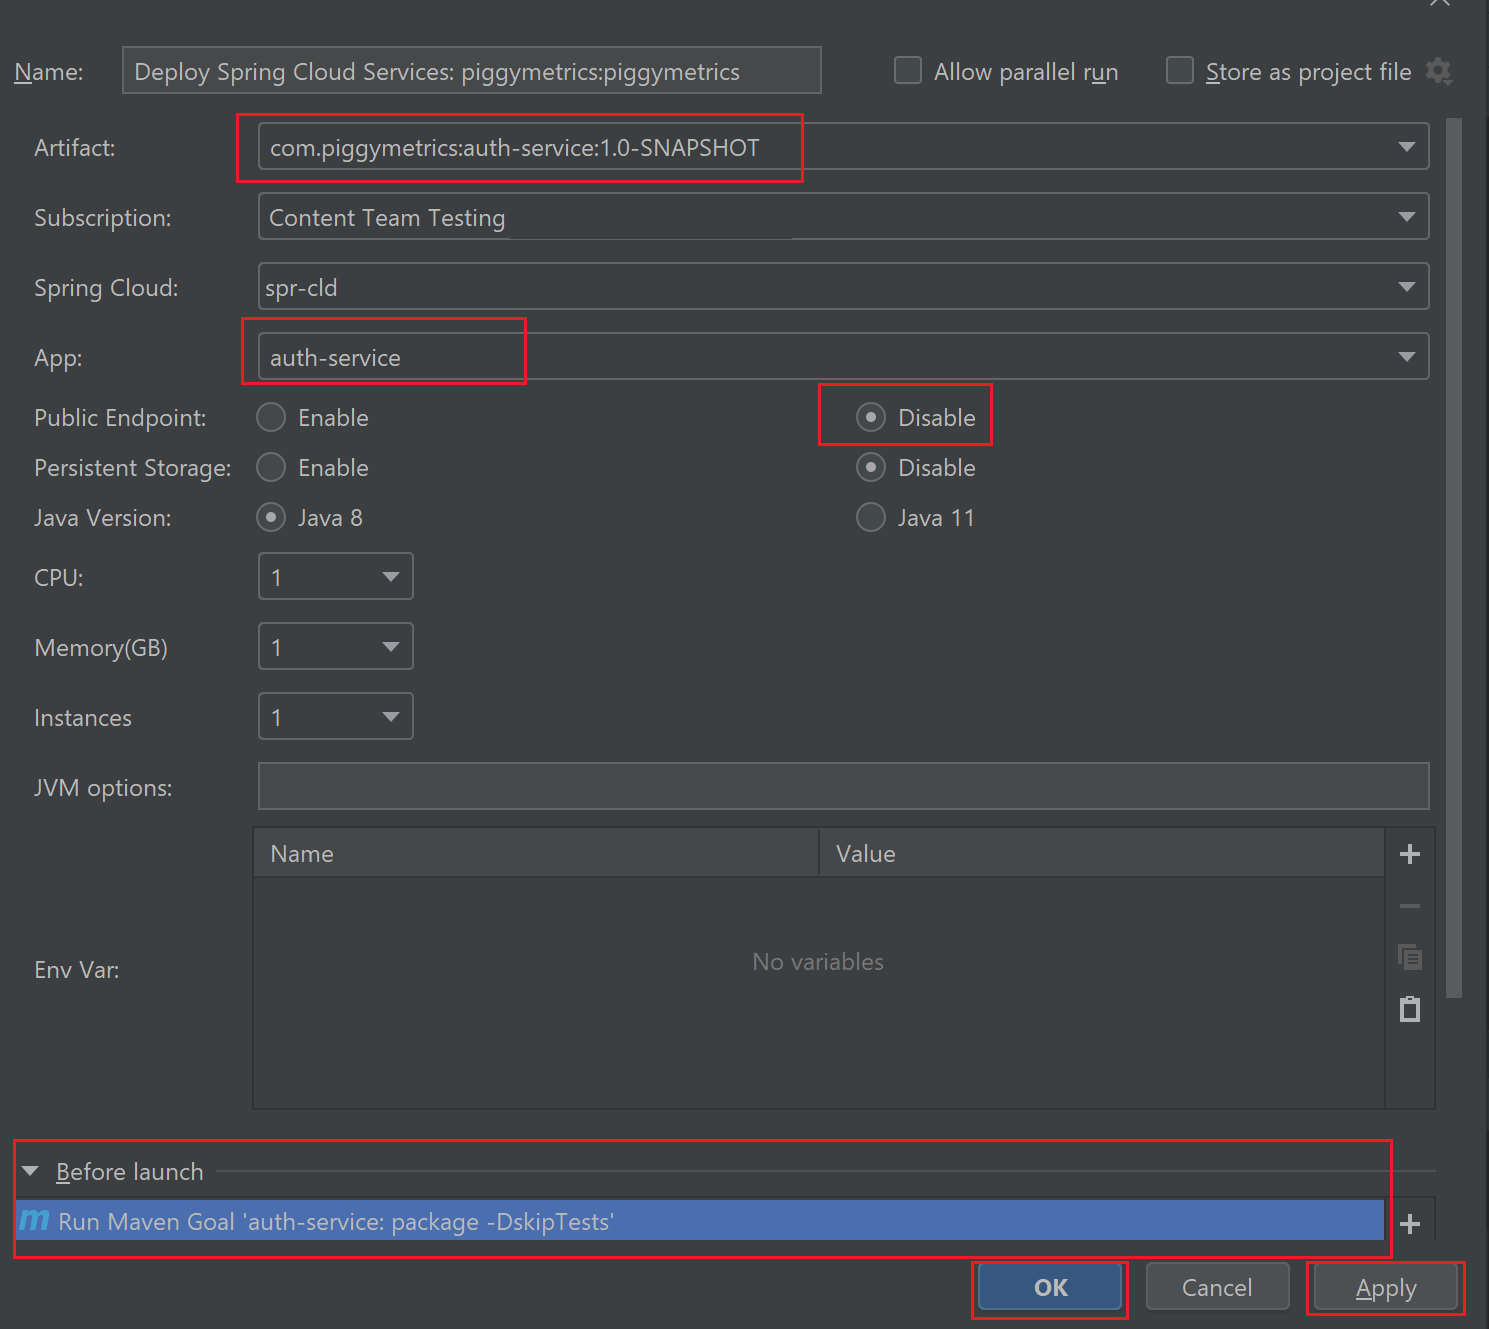 Name: Deploy Spring Cloud Services: piggymetrics:piggymetrics Allow parallel run Store as project file
Artifact: com.piggymetrics:auth-service:1.0-SNAPSHOT
Subscription: Content Team Testing
Spring Cloud: spr-cld
App: auth-service
Public Endpoint: Enable Disable
Persistent Storage: Enable Disable
Java Version: Java 8 Java 11
CPU: 1
Memory(GB) 1
Instances 1
JVM options:
Name Value
No variables
Env Var:
Before launch
m Run Maven Goal 'auth-service: package -DskipTests'
OK Cancel Apply